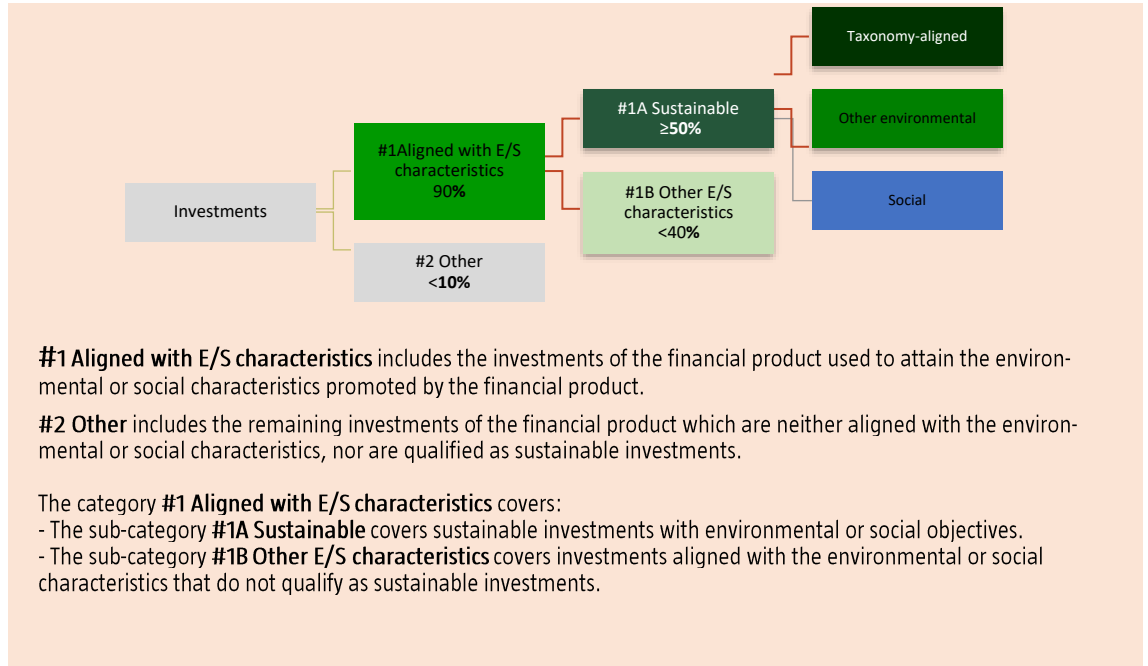 Taxonomy-aligned
#1A Sustainable
≥50%
Other environmental
#1Aligned with E/S
characteristics
90%
#1B Other E/S
characteristics
<40%
Social
Investments
#2 Other
<10%
#1 Aligned with E/S characteristics includes the investments of the financial product used to attain the environ-
mental or social characteristics promoted by the financial product.
#2 Other includes the remaining investments of the financial product which are neither aligned with the environ-
mental or social characteristics, nor are qualified as sustainable investments.
The category #1 Aligned with E/S characteristics covers:
- The sub-category #1A Sustainable covers sustainable investments with environmental or social objectives.
- The sub-category #1B Other E/S characteristics covers investments aligned with the environmental or social
characteristics that do not qualify as sustainable investments.